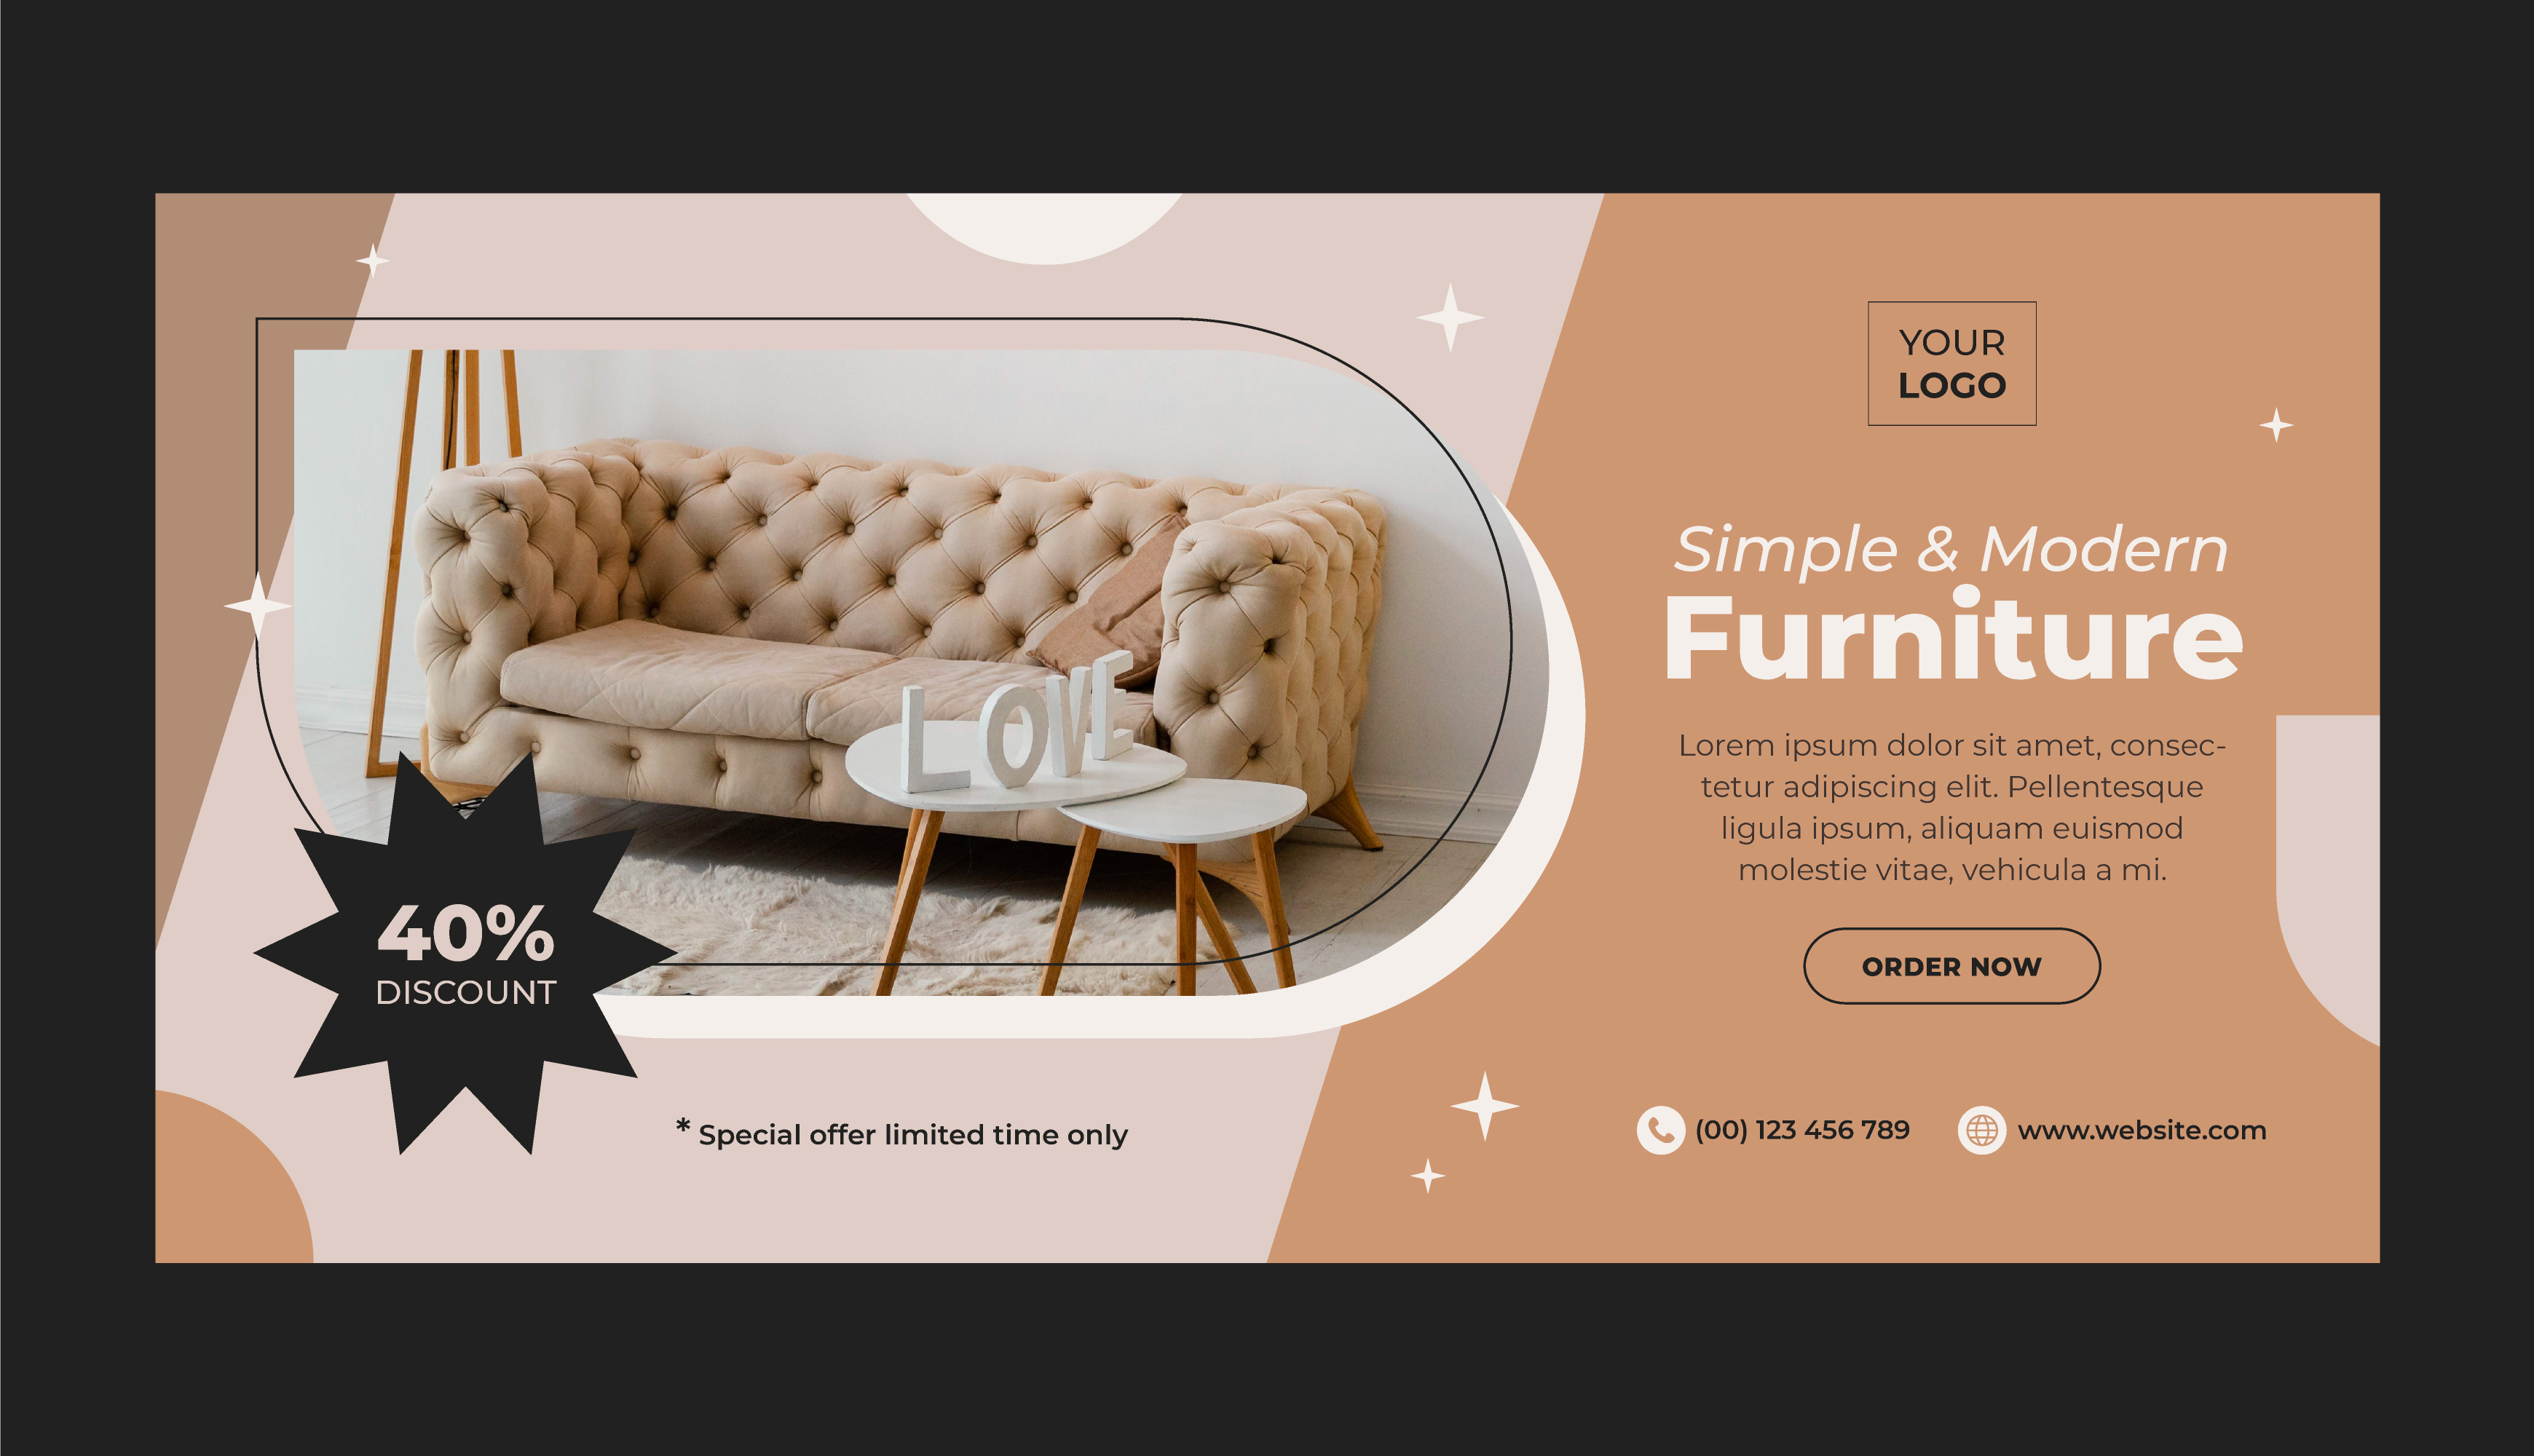 YOUR
LOGO
Simple & Modern
Furniture
Lorem ipsum dolor sit amet, consec-
tetur adipiscing elit. Pellentesque
ligula ipsum, aliquam euismod
molestie vitae, vehicula a mi.
ORDER NOW
(00) 123 456 789
www.website.com
LOVE
40%
DISCOUNT
* Special offer limited time only